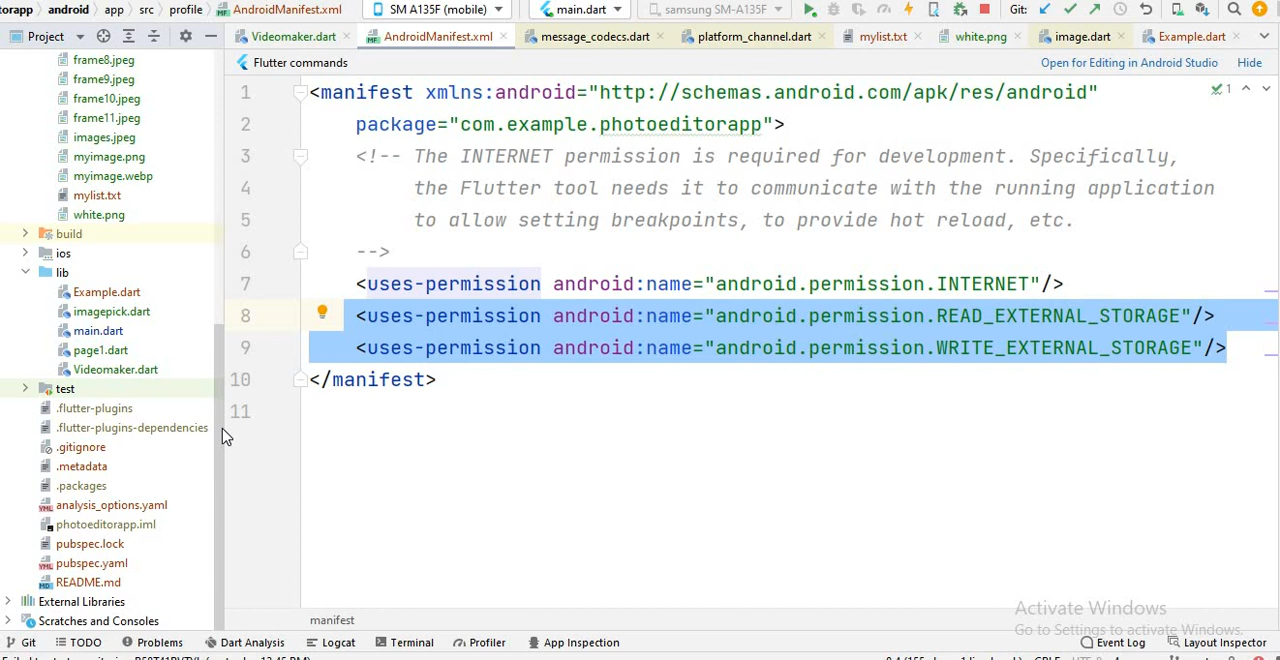 torapp android app src profile AndroidManifest.xml SM A135F (mobile) main.dart samsung SM-A135F Git:
Project Videomaker.dart AndroidManifest.xml message_codecs.dart platform_channel.dart mylist.txt white.png image.dart Example.dart
Flutter commands Open for Editing in Android Studio Hide
frame8.jpeg
frame9.jpeg
frame10.jpeg
frame11.jpeg
images.jpeg
myimage.png
myimage.webp
mylist.txt
white.png
build
ios
lib
Example.dart
imagepick.dart
main.dart
page1.dart
Videomaker.dart
test
.flutter-plugins
.flutter-plugins-dependencies
.gitignore
.metadata
.packages
analysis_options.yaml
photoeditorapp.iml
pubspec.lock
pubspec.yaml
README.md
External Libraries
Scratches and Consoles
1 <manifest xmlns:android="http://schemas.android.com/apk/res/android" 1
2 package="com.example.photoeditorapp">
3 <!-- The INTERNET permission is required for development. Specifically,
4 the Flutter tool needs it to communicate with the running application
5 to allow setting breakpoints, to provide hot reload, etc.
6 -->
7 <uses-permission android:name="android.permission.INTERNET"/>
8 <uses-permission android:name="android.permission.READ_EXTERNAL_STORAGE"/>
9 <uses-permission android:name="android.permission.WRITE_EXTERNAL_STORAGE"/>
10 </manifest>
11
manifest
Activate Windows
Go to Settings to activate Windows.
Git TODO Problems Dart Analysis Logcat Terminal Profiler App Inspection Event Log Layout Inspector